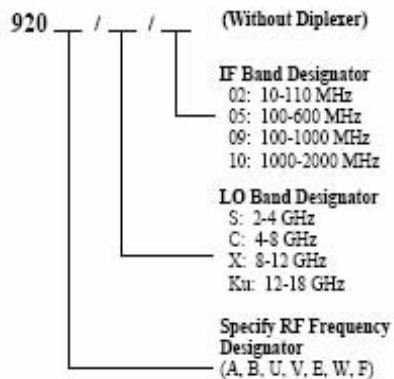 920 __ / __ / __ (Without Diplexer)
IF Band Designator
02: 10-110 MHz
05: 100-600 MHz
09: 100-1000 MHz
10: 1000-2000 MHz
LO Band Designator
S: 2-4 GHz
C: 4-8 GHz
X: 8-12 GHz
Ku: 12-18 GHz
Specify RF Frequency
Designator
(A, B, U, V, E, W, F)